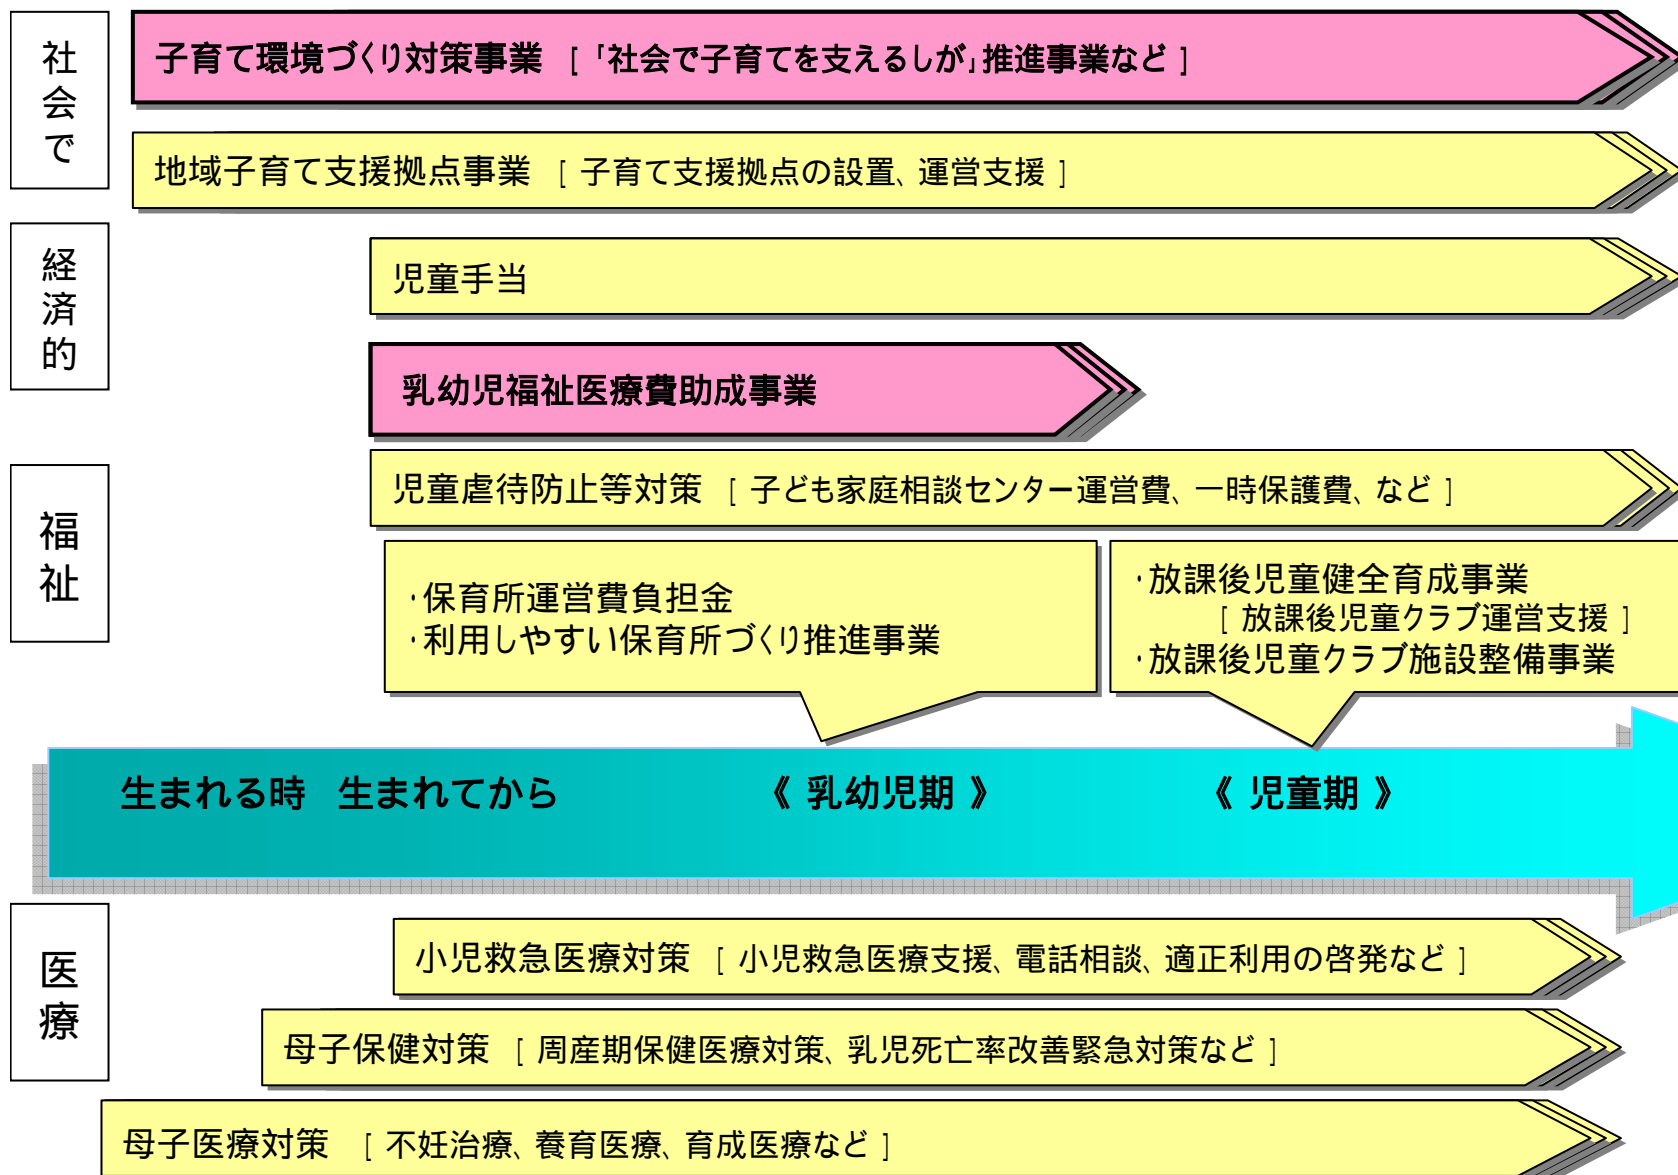 社会で
子育て環境づくり対策事業 [「社会で子育てを支えるしが」推進事業など ]
地域子育て支援拠点事業 [ 子育て支援拠点の設置、運営支援 ]
経済的
児童手当
乳幼児福祉医療費助成事業
福祉
児童虐待防止等対策 [ 子ども家庭相談センター運営費、一時保護費、など ]
・保育所運営費負担金
・利用しやすい保育所づくり推進事業
・放課後児童健全育成事業
[ 放課後児童クラブ運営支援 ]
・放課後児童クラブ施設整備事業
生まれる時 生まれてから 《 乳幼児期 》 《 児童期 》
医療
小児救急医療対策 [ 小児救急医療支援、電話相談、適正利用の啓発など ]
母子保健対策 [ 周産期保健医療対策、乳児死亡率改善緊急対策など ]
母子医療対策 [ 不妊治療、養育医療、育成医療など ]